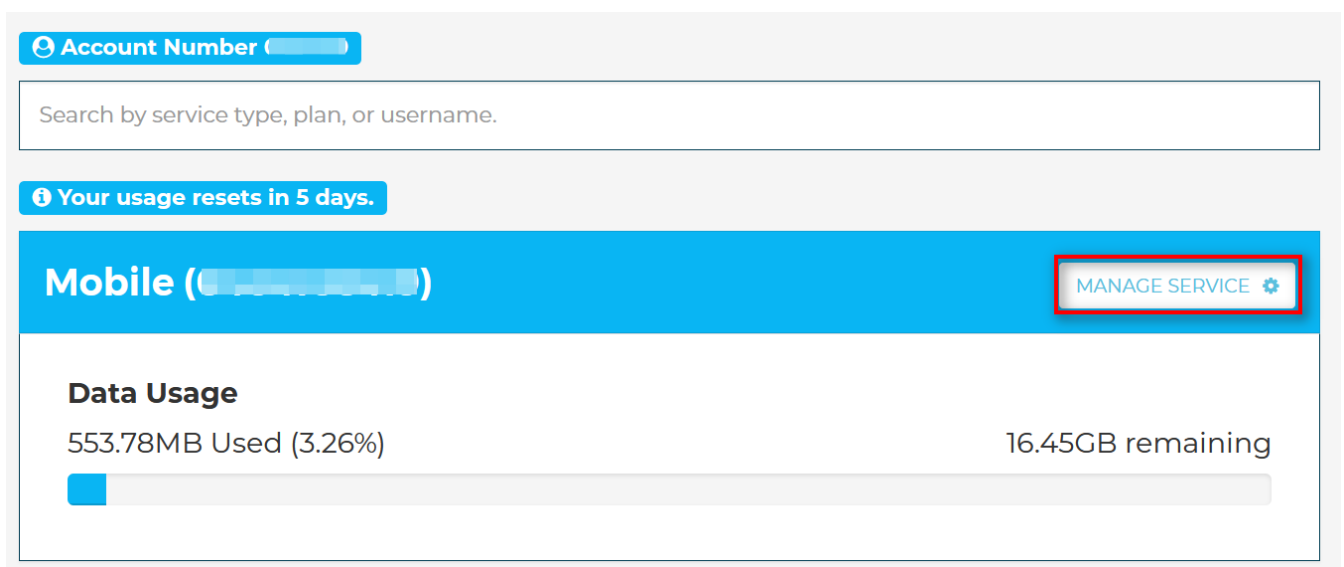 Account Number (
Search by service type, plan, or username.
Your usage resets in 5 days.
Mobile ( )
MANAGE SERVICE
Data Usage
553.78MB Used (3.26%)
16.45GB remaining